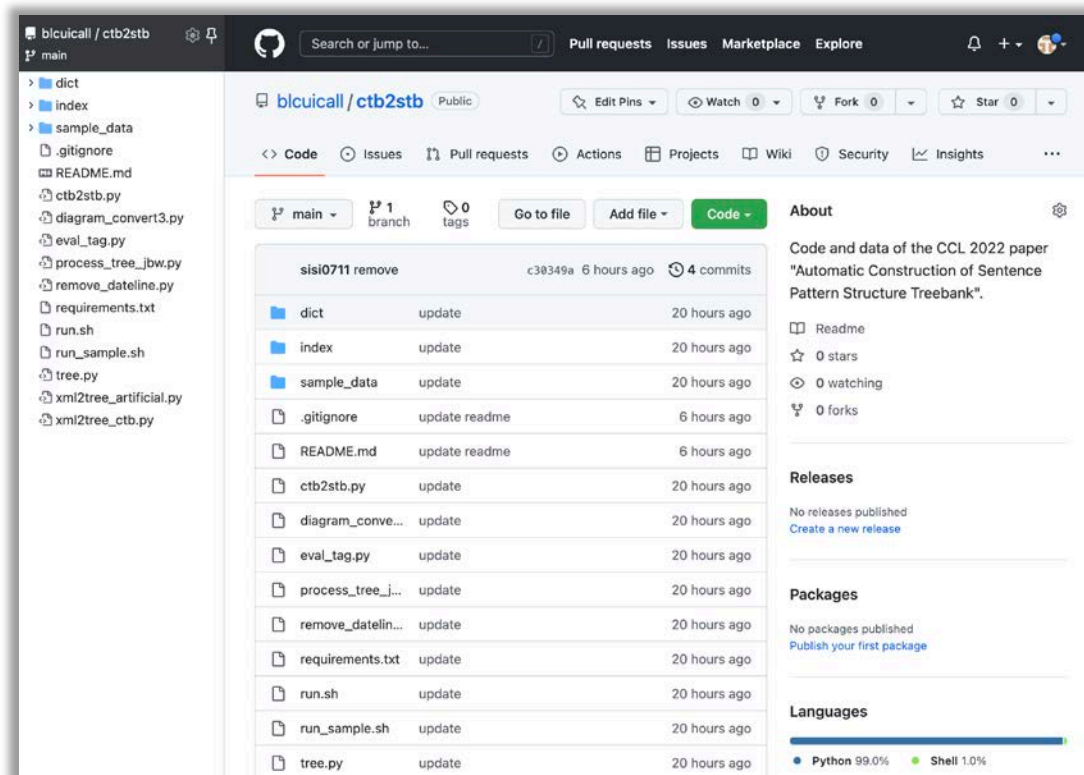 blcuicall / ctb2stb
main
dict
index
sample_data
.gitignore
README.md
ctb2stb.py
diagram_convert3.py
eval_tag.py
process_tree_jbw.py
remove_dateline.py
requirements.txt
run.sh
run_sample.sh
tree.py
xml2tree_artificial.py
xml2tree_ctb.py
Search or jump to... /
Pull requests Issues Marketplace Explore
blcuicall / ctb2stb Public
Edit Pins Watch 0 Fork 0 Star 0
Code Issues Pull requests Actions Projects Wiki Security Insights
main 1 branch 0 tags Go to file Add file Code
sisi0711 remove c30349a 6 hours ago 4 commits
dict update 20 hours ago
index update 20 hours ago
sample_data update 20 hours ago
.gitignore update readme 6 hours ago
README.md update readme 6 hours ago
ctb2stb.py update 20 hours ago
diagram_conve... update 20 hours ago
eval_tag.py update 20 hours ago
process_tree_j... update 20 hours ago
remove_datelin... update 20 hours ago
requirements.txt update 20 hours ago
run.sh update 20 hours ago
run_sample.sh update 20 hours ago
tree.py update 20 hours ago
About
Code and data of the CCL 2022 paper
"Automatic Construction of Sentence
Pattern Structure Treebank".
Readme
0 stars
0 watching
0 forks
Releases
No releases published
Create a new release
Packages
No packages published
Publish your first package
Languages
Python 99.0% Shell 1.0%